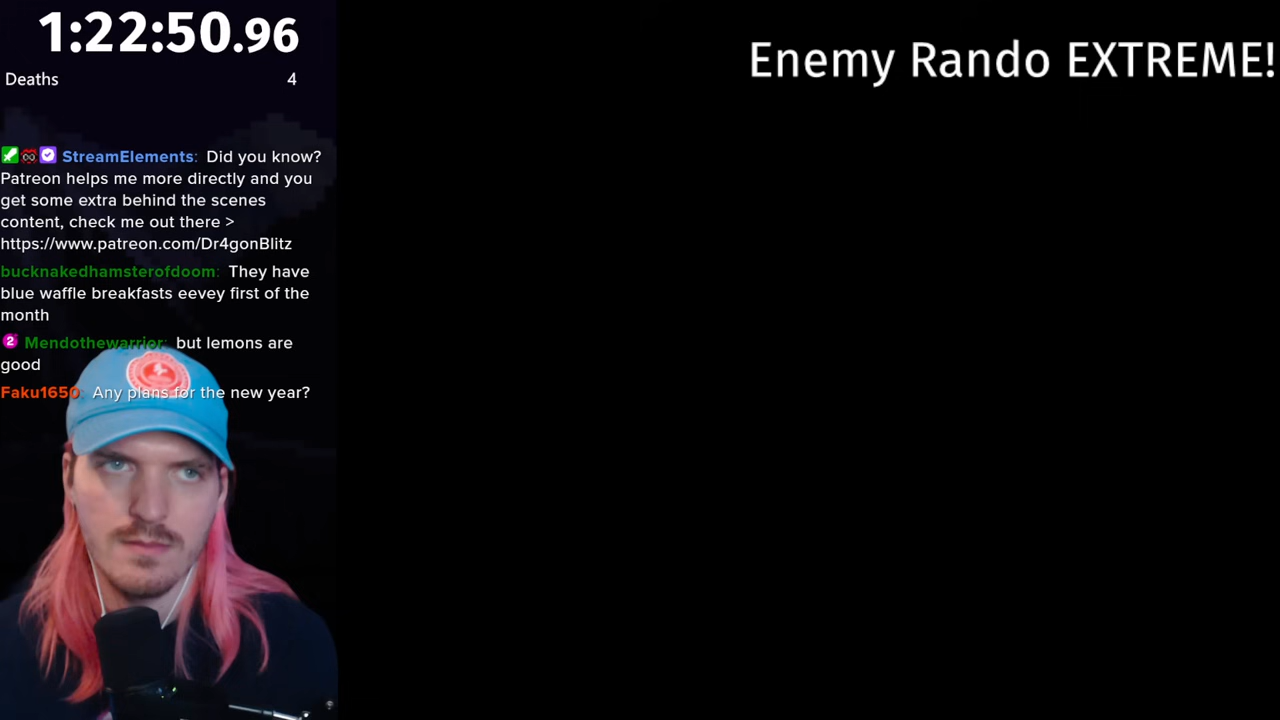 1:22:50.96
Deaths 4
Enemy Rando EXTREME!
StreamElements: Did you know?
Patreon helps me more directly and you
get some extra behind the scenes
content, check me out there >
https://www.patreon.com/Dr4gonBlitz
bucknakedhamsterofdoom: They have
blue waffle breakfasts eevey first of the
month
2 Mendothewarrior: but lemons are
good
Faku1650: Any plans for the new year?